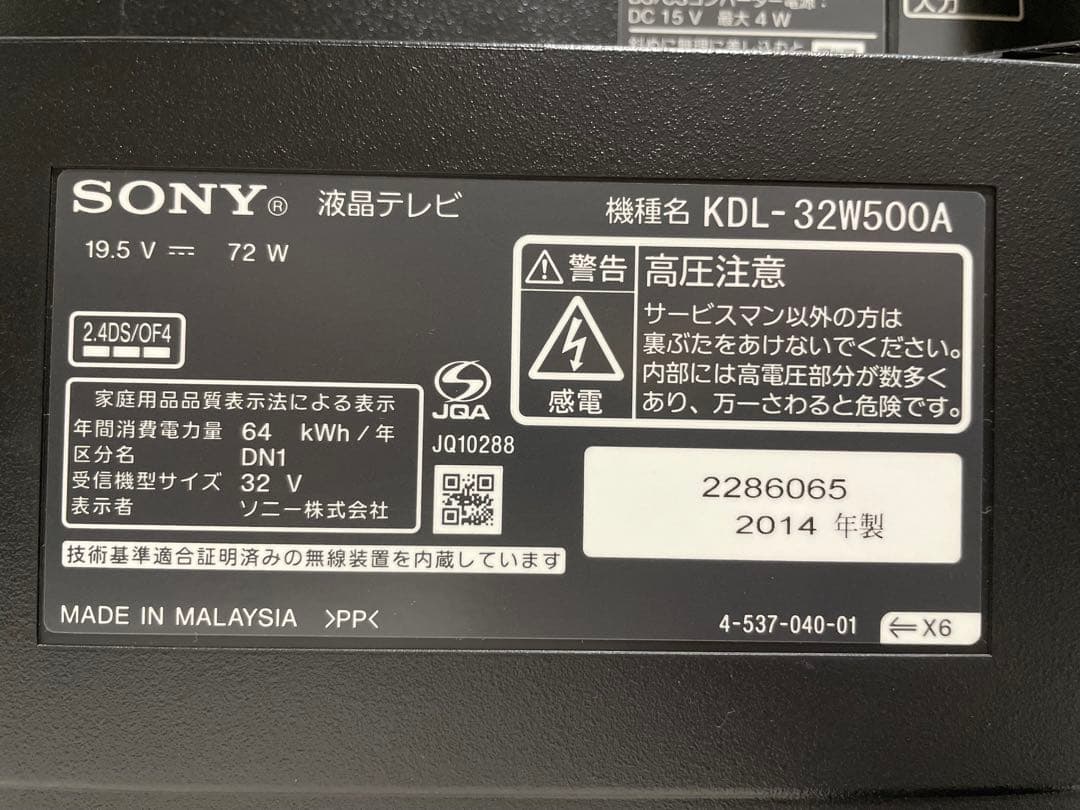 DC 15 V 最大 4 W
入力
SONY® 液晶テレビ
機種名 KDL-32W500A
19.5 V ⎓ 72 W
2.4DS/OF4
⚠ 警告
感電
高圧注意
サービスマン以外の方は
裏ぶたをあけないでください。
内部には高電圧部分が数多く
あり、万一さわると危険です。
家庭用品品質表示法による表示
年間消費電力量 64 kWh/年
区分名 DN1
受信機型サイズ 32 V
表示者 ソニー株式会社
JQA
JQ10288
2286065
2014 年製
技術基準適合証明済みの無線装置を内蔵しています
MADE IN MALAYSIA >PP<
4-537-040-01
⇐X6